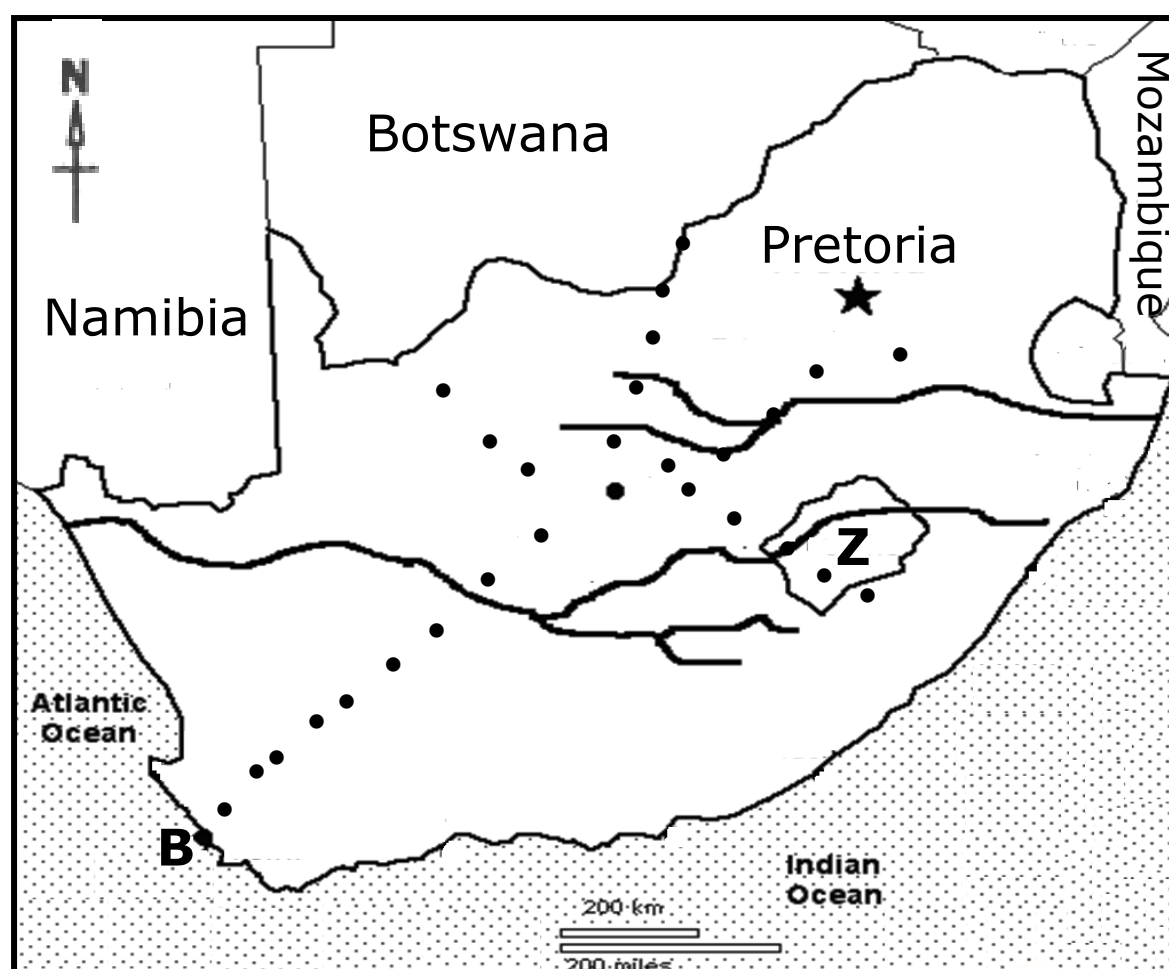 N
Botswana
Mozambique
Pretoria
Namibia
Z
Atlantic
Ocean
B
Indian
Ocean
200 km
200 miles